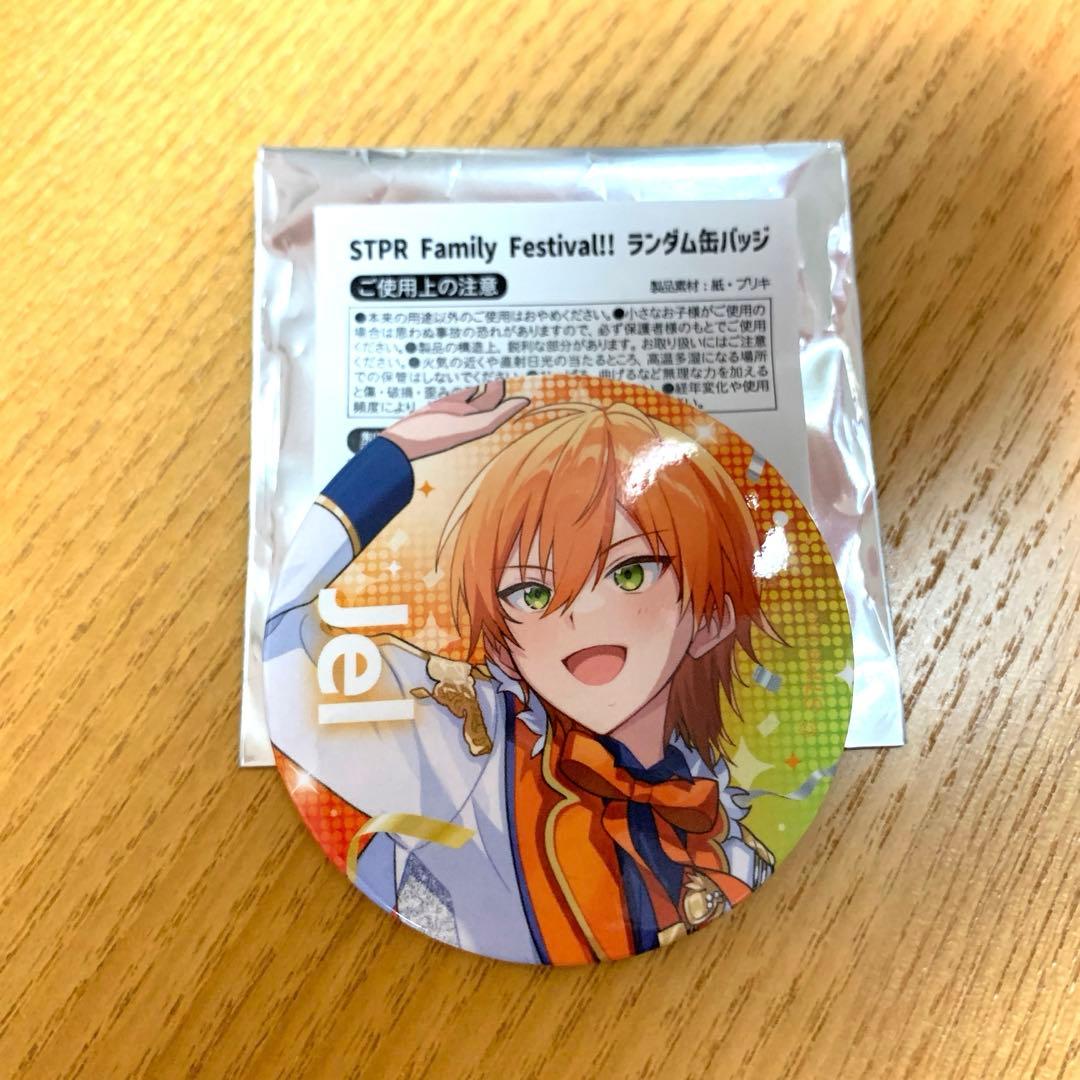 STPR Family Festival!! ランダム缶バッジ
ご使用上の注意
製品素材:紙・ブリキ
●本来の用途以外のご使用はおやめください。●小さなお子様がご使用の
場合は思わぬ事故の恐れがありますので、必ず保護者様のもとでご使用
ください。●製品の構造上、鋭利な部分があります。お取り扱いにはご注意
ください。●火気の近くや直射日光の当たるところ、高温多湿になる場所
での保管はしないでください。 曲げるなど無理な力を加える
と傷・破損・歪み ●経年変化や使用
頻度により い。
Jel